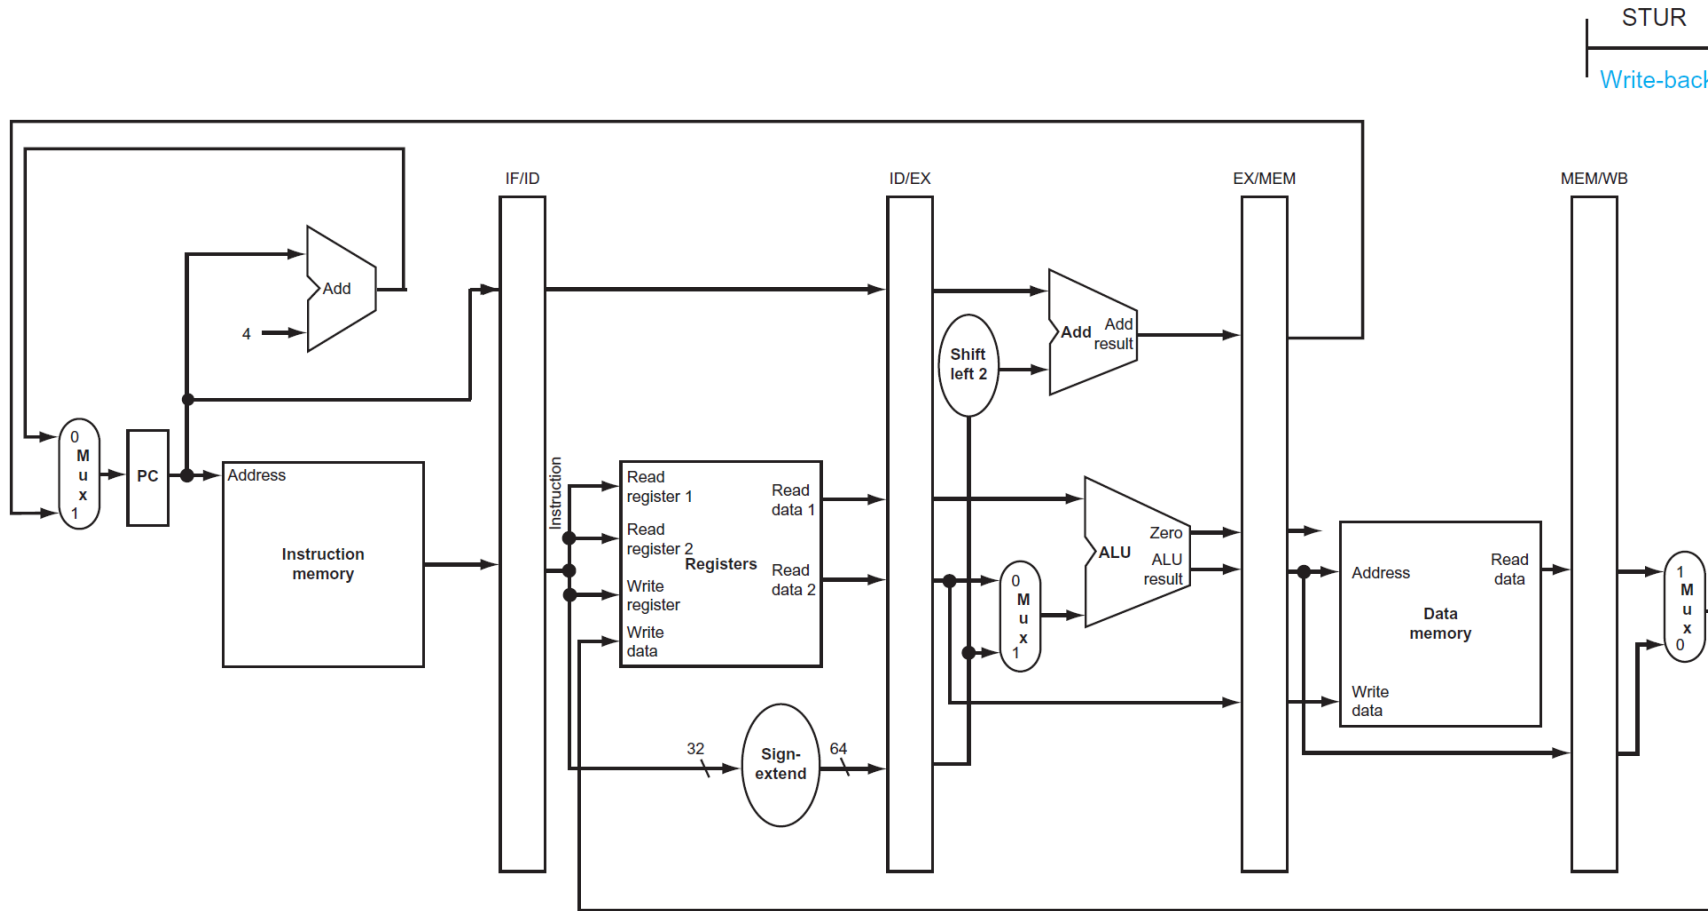 STUR
Write-back
IF/ID
ID/EX
EX/MEM
MEM/WB
Add
4
Add
Add
result
Shift
left 2
0
M
u
x
1
PC
Address
Instruction
memory
Instruction
Read
register 1
Read
register 2
Write
register
Write
data
Registers
Read
data 1
Read
data 2
0
M
u
x
1
ALU
Zero
ALU
result
Address
Read
data
Data
memory
Write
data
1
M
u
x
0
32
Sign-
extend
64